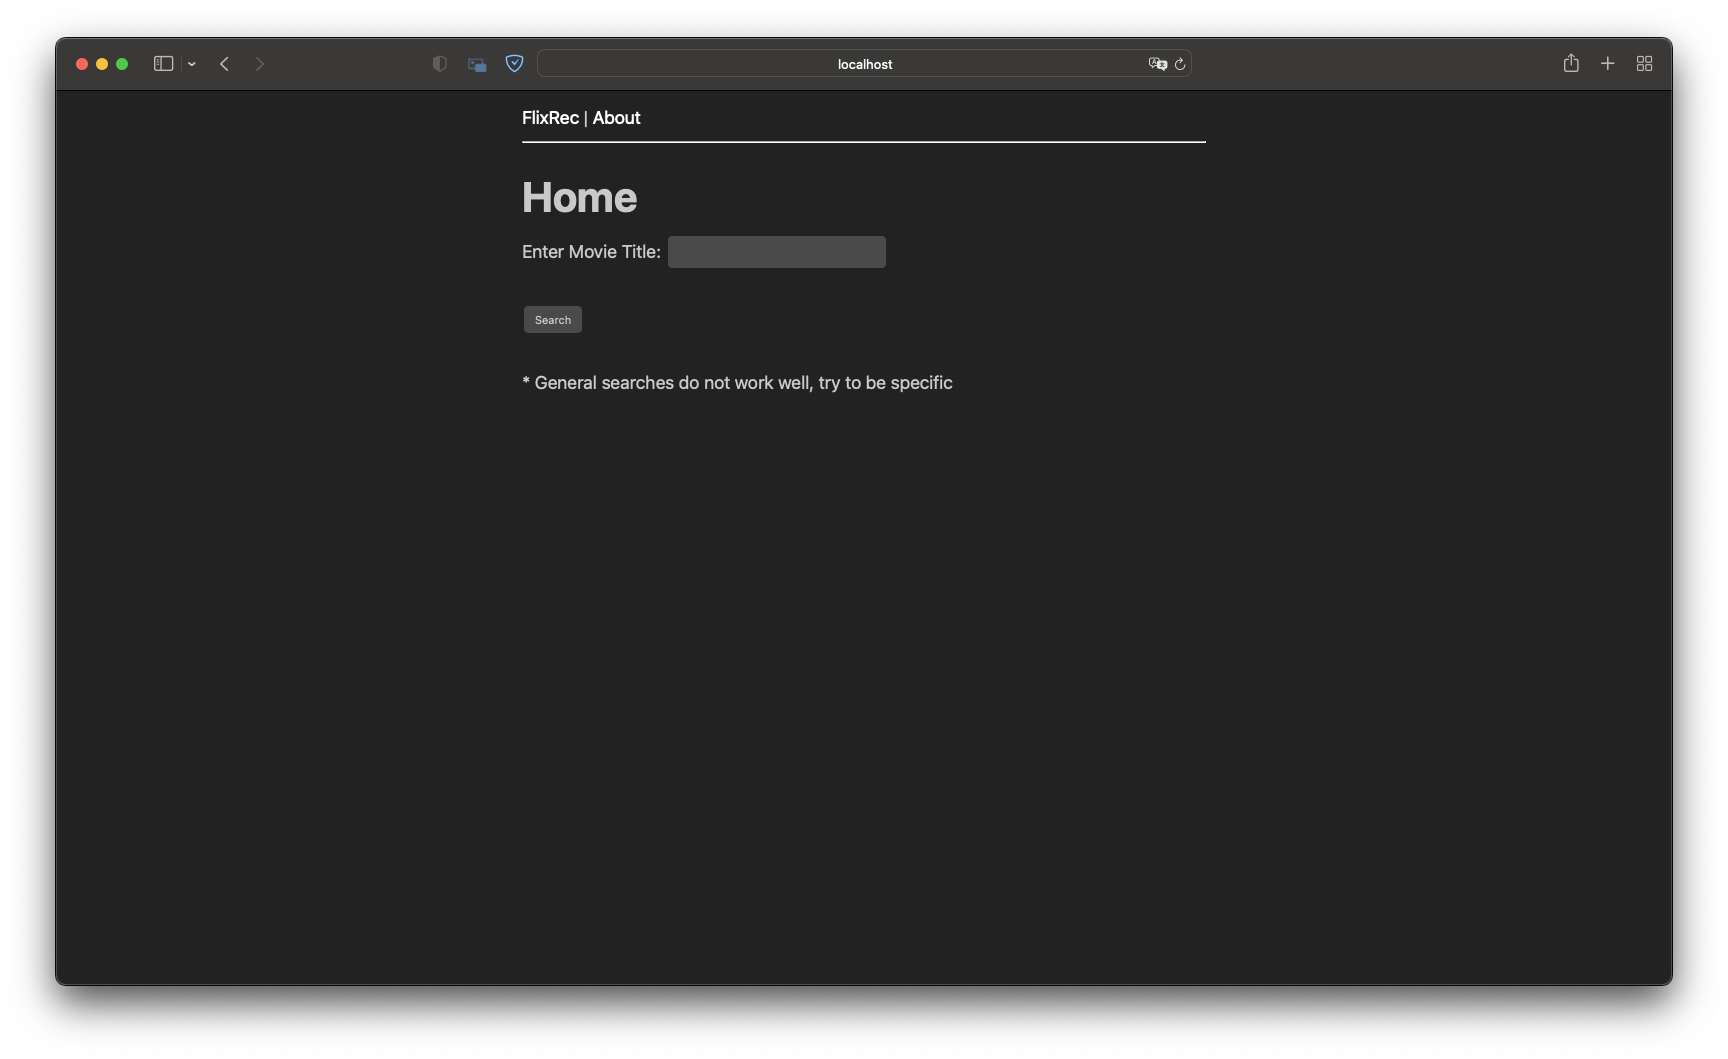 localhost
FlixRec | About
Home
Enter Movie Title:
Search
* General searches do not work well, try to be specific